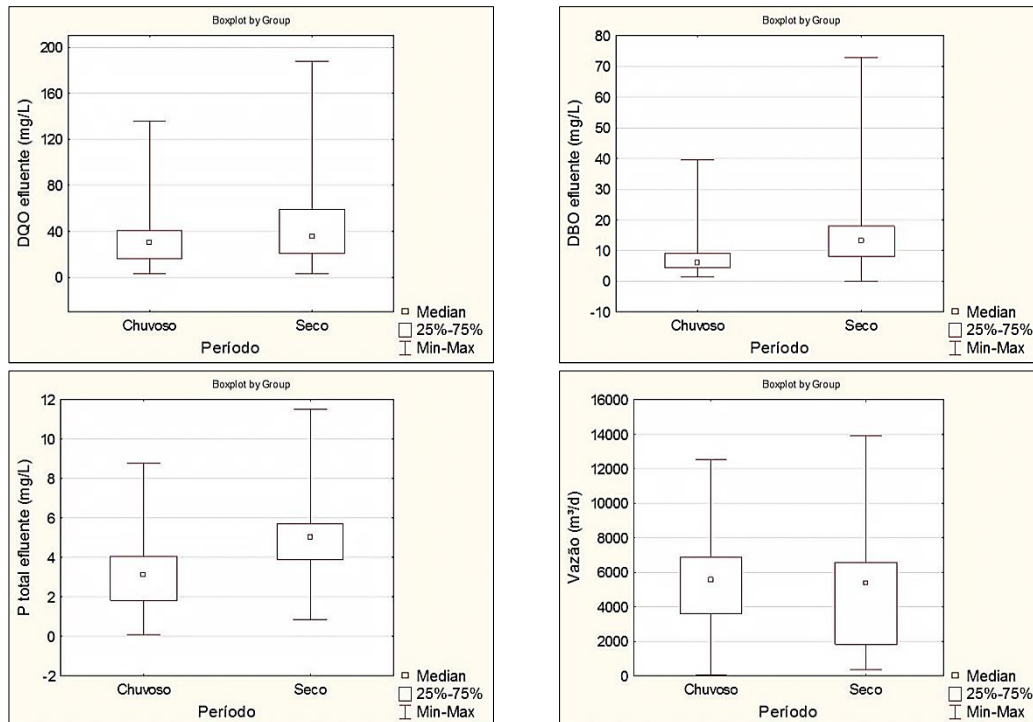 Boxplot by Group
DQO efluente (mg/L)
200
160
120
80
40
0
Chuvoso
Seco
Período
Median
25%-75%
Min-Max
Boxplot by Group
DBO efluente (mg/L)
80
70
60
50
40
30
20
10
0
-10
Chuvoso
Seco
Período
Median
25%-75%
Min-Max
Boxplot by Group
P total efluente (mg/L)
12
10
8
6
4
2
0
-2
Chuvoso
Seco
Período
Median
25%-75%
Min-Max
Boxplot by Group
Vazão (m³/d)
16000
14000
12000
10000
8000
6000
4000
2000
0
Chuvoso
Seco
Período
Median
25%-75%
Min-Max